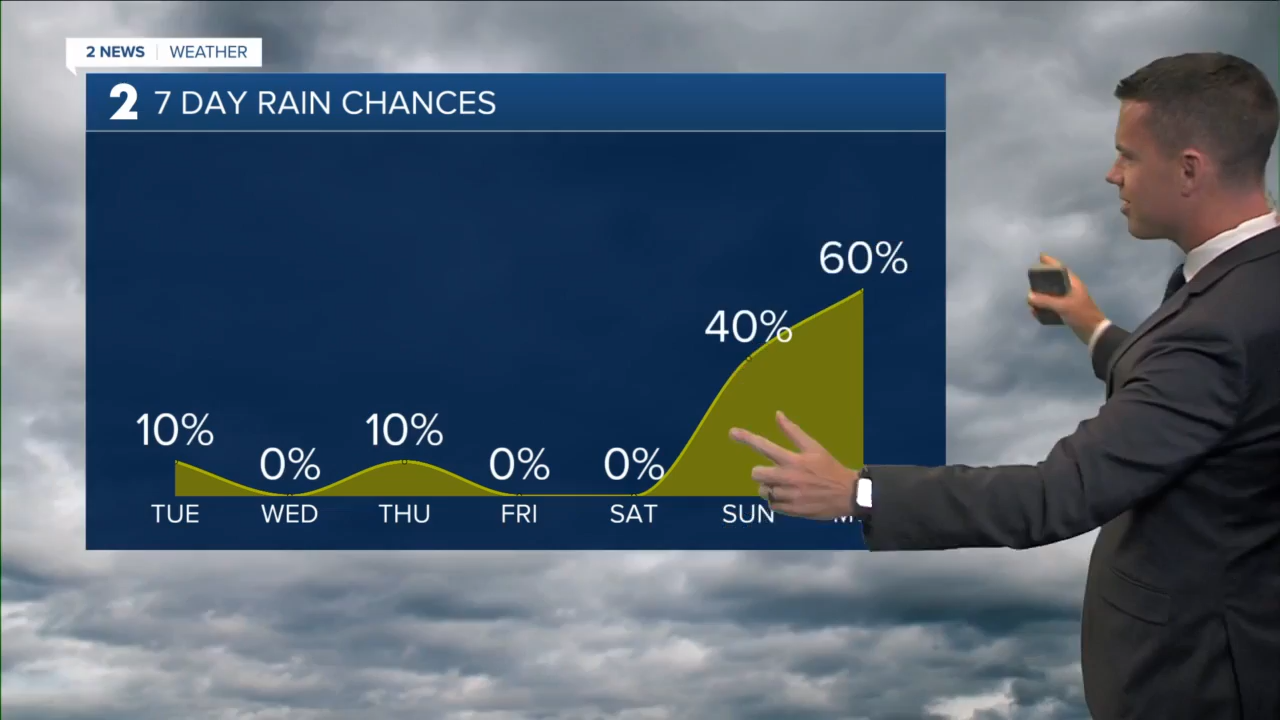 2 NEWS | WEATHER
2 7 DAY RAIN CHANCES
60%
40%
10% 0% 10% 0% 0%
TUE WED THU FRI SAT SUN